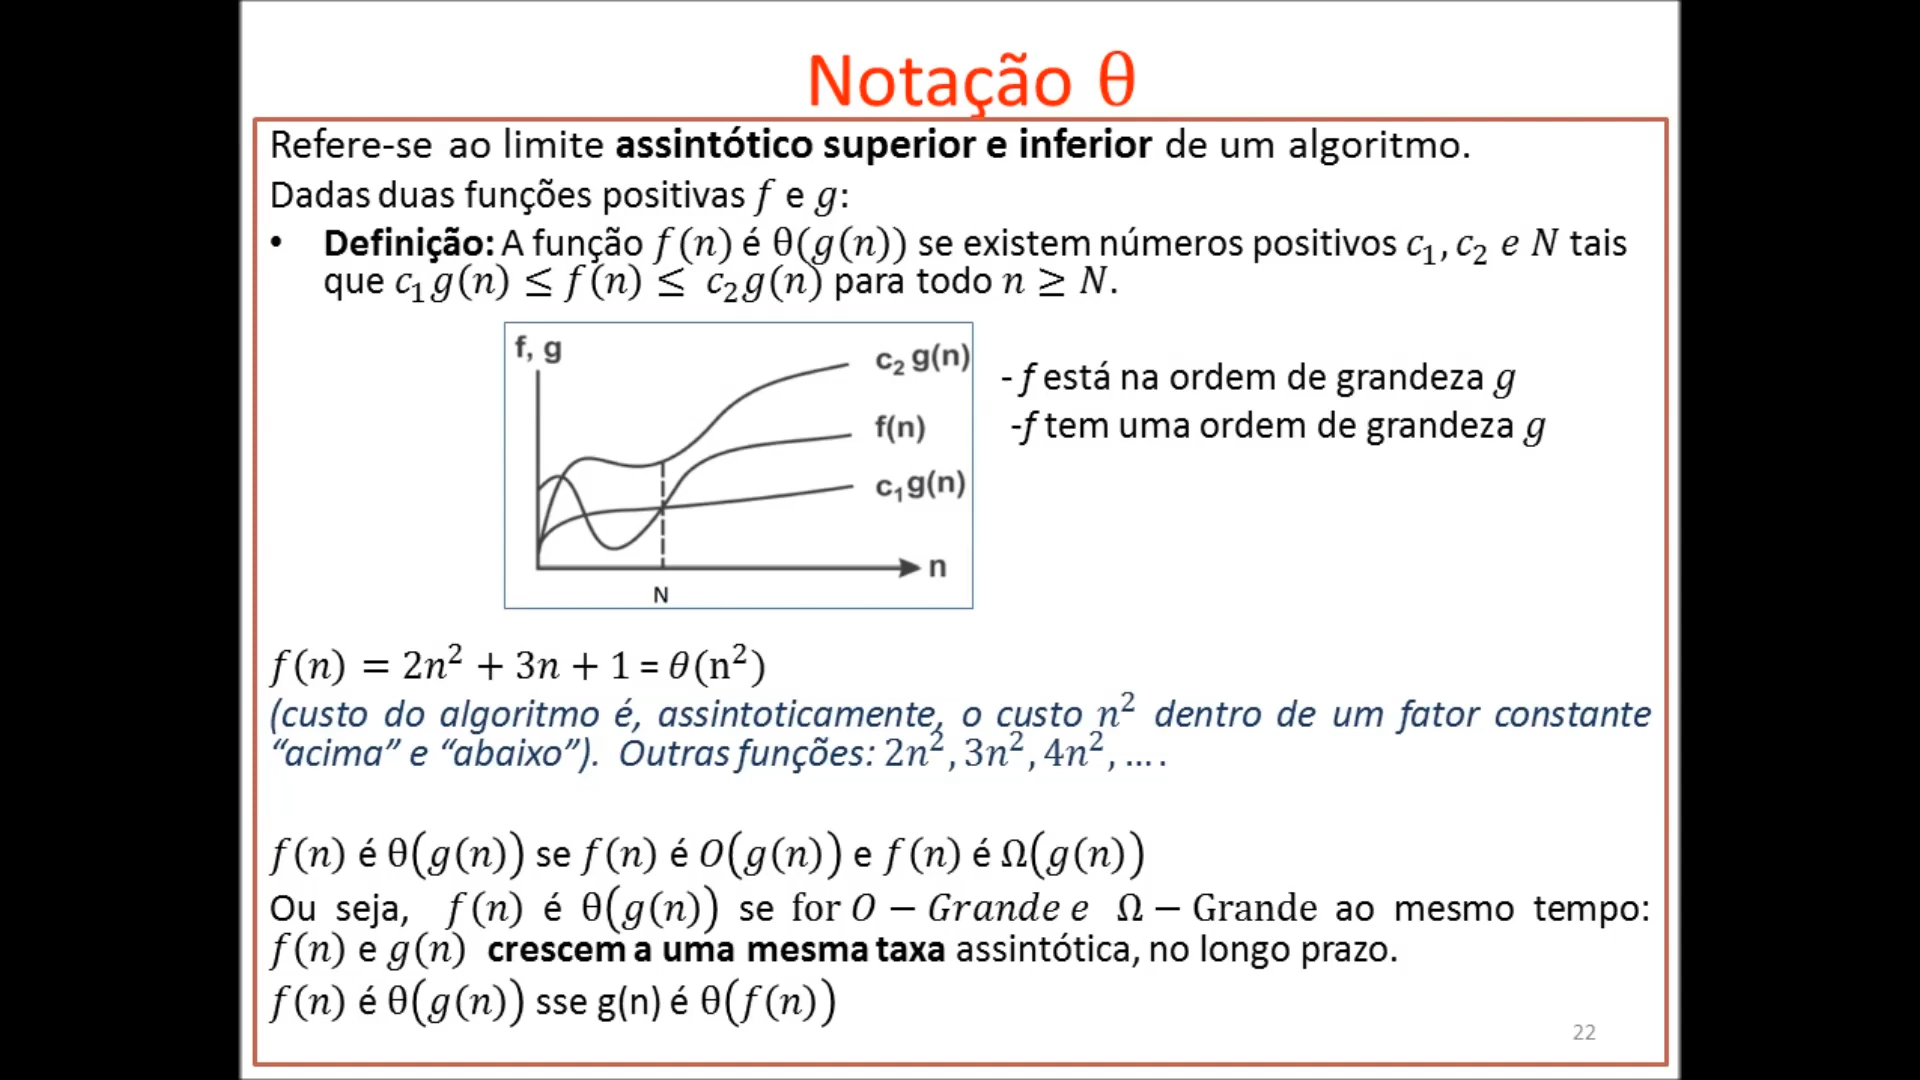 Notação θ
Refere-se ao limite assintótico superior e inferior de um algoritmo.
Dadas duas funções positivas f e g:
• Definição: A função f(n) é θ(g(n)) se existem números positivos c₁, c₂ e N tais
que c₁g(n) ≤ f(n) ≤ c₂g(n) para todo n ≥ N.
f, g
c₂ g(n)
f(n)
c₁g(n)
n
N
- f está na ordem de grandeza g
-f tem uma ordem de grandeza g
f(n) = 2n² + 3n + 1 = θ(n²)
(custo do algoritmo é, assintoticamente, o custo n² dentro de um fator constante
“acima” e “abaixo”). Outras funções: 2n², 3n², 4n², ... .
f(n) é θ(g(n)) se f(n) é O(g(n)) e f(n) é Ω(g(n))
Ou seja, f(n) é θ(g(n)) se for O − Grande e Ω − Grande ao mesmo tempo:
f(n) e g(n) crescem a uma mesma taxa assintótica, no longo prazo.
f(n) é θ(g(n)) sse g(n) é θ(f(n))
22